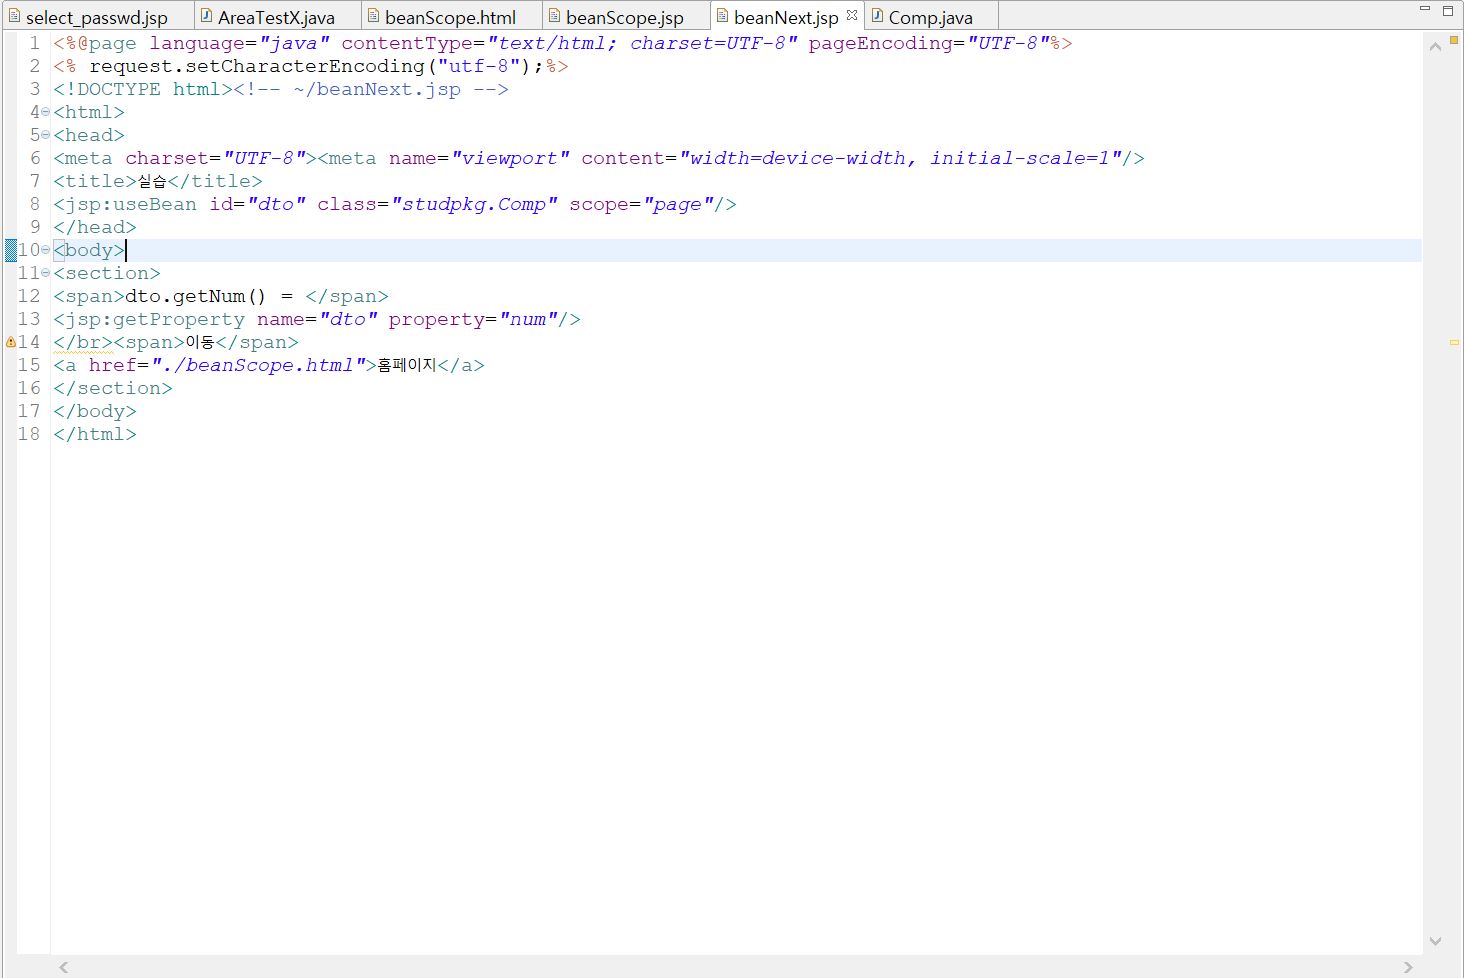 select_passwd.jsp AreaTestX.java beanScope.html beanScope.jsp beanNext.jsp Comp.java
1 <%@page language="java" contentType="text/html; charset=UTF-8" pageEncoding="UTF-8"%>
2 <% request.setCharacterEncoding("utf-8");%>
3 <!DOCTYPE html><!-- ~/beanNext.jsp -->
4 <html>
5 <head>
6 <meta charset="UTF-8"><meta name="viewport" content="width=device-width, initial-scale=1"/>
7 <title>실습</title>
8 <jsp:useBean id="dto" class="studpkg.Comp" scope="page"/>
9 </head>
10 <body>
11 <section>
12 <span>dto.getNum() = </span>
13 <jsp:getProperty name="dto" property="num"/>
14 </br><span>이동</span>
15 <a href="./beanScope.html">홈페이지</a>
16 </section>
17 </body>
18 </html>